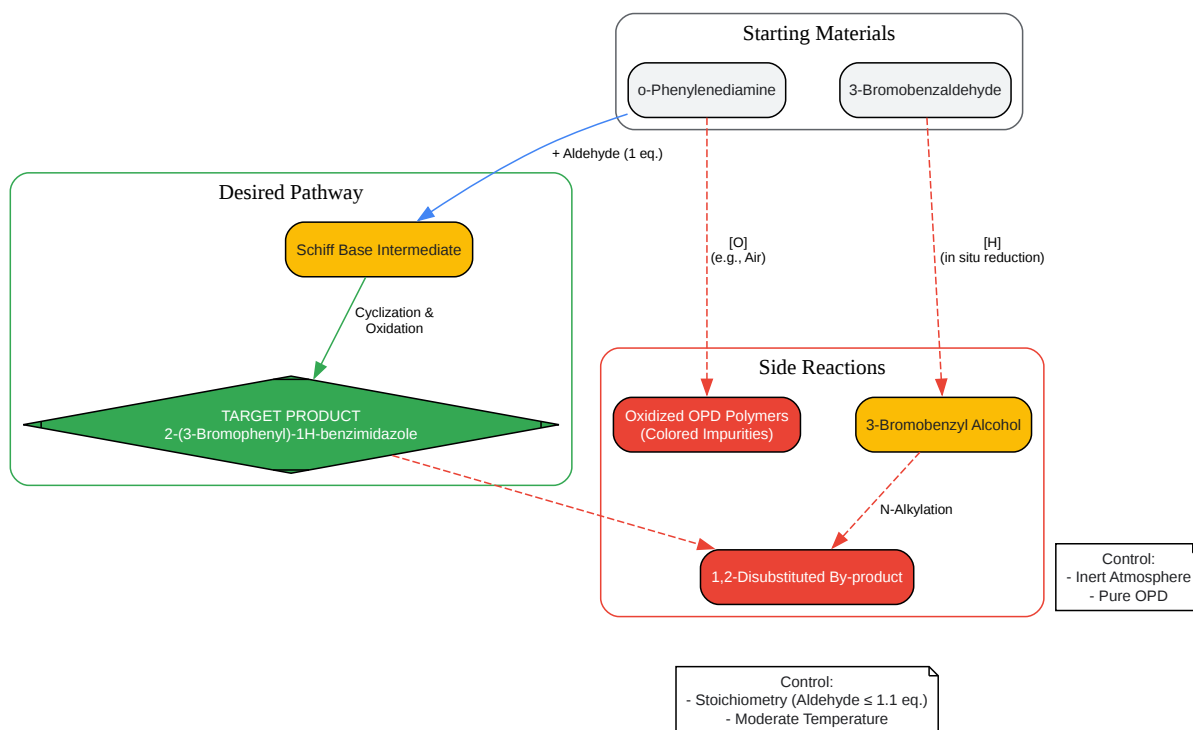 Starting Materials
o-Phenylenediamine
3-Bromobenzaldehyde
+ Aldehyde (1 eq.)
Desired Pathway
Schiff Base Intermediate
[O]
(e.g., Air)
[H]
(in situ reduction)
Cyclization &
Oxidation
TARGET PRODUCT
2-(3-Bromophenyl)-1H-benzimidazole
Side Reactions
Oxidized OPD Polymers
(Colored Impurities)
3-Bromobenzyl Alcohol
N-Alkylation
1,2-Disubstituted By-product
Control:
- Inert Atmosphere
- Pure OPD
Control:
- Stoichiometry (Aldehyde ≤ 1.1 eq.)
- Moderate Temperature